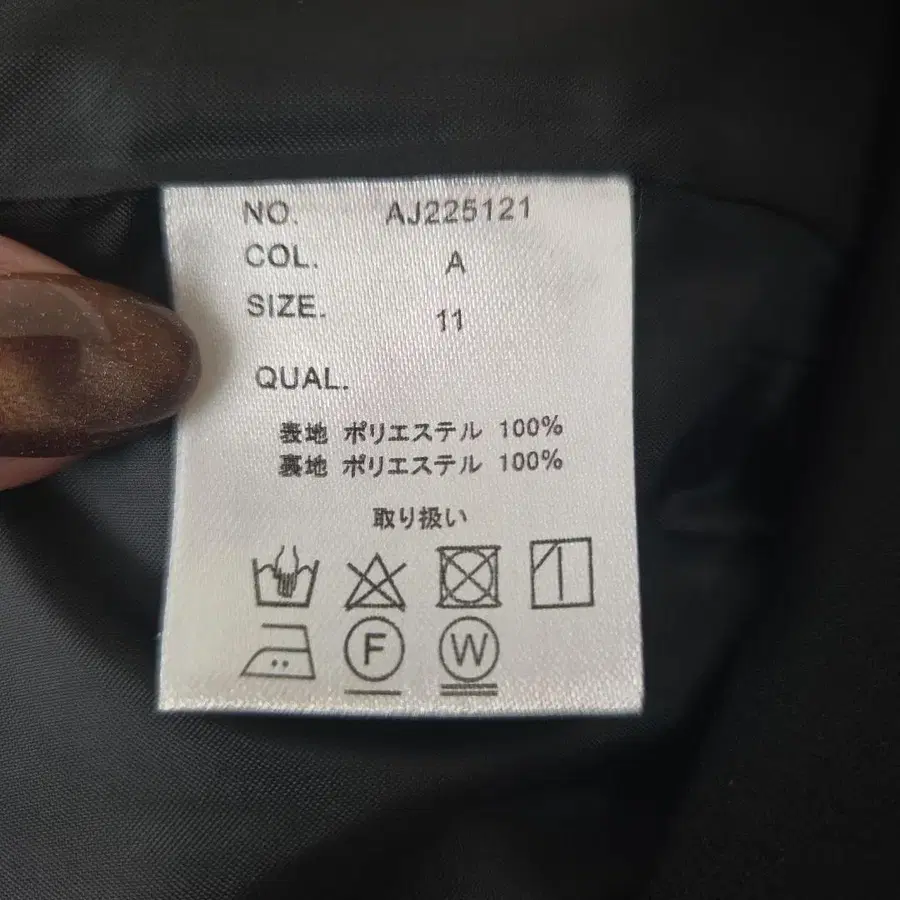 NO. AJ225121
COL. A
SIZE. 11
QUAL.
表地 ポリエステル 100%
裏地 ポリエステル 100%
取り扱い
F W